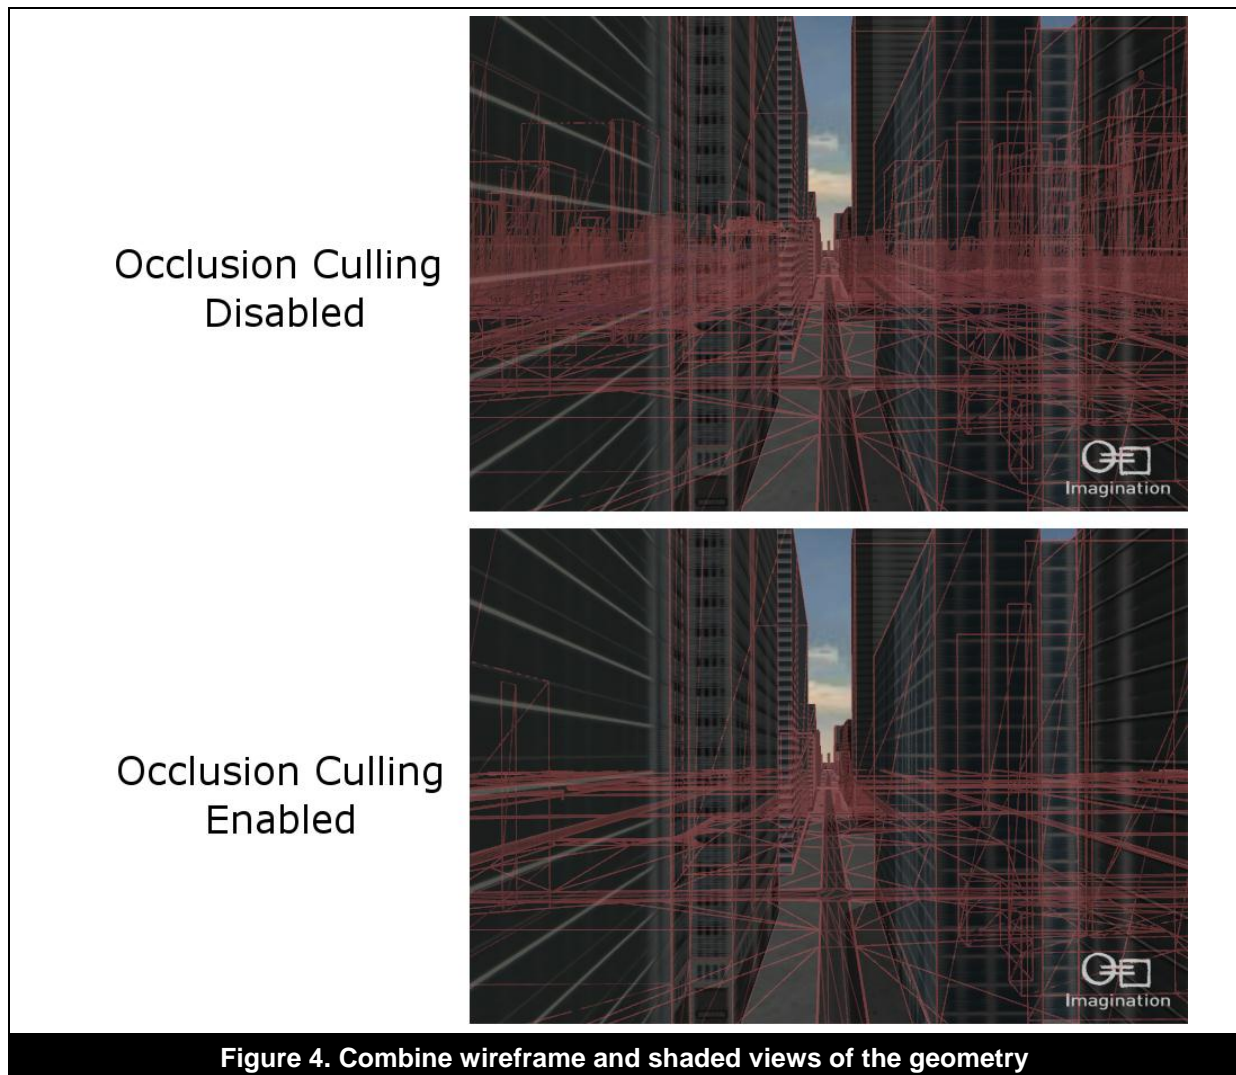 Occlusion Culling
Disabled
Imagination
Occlusion Culling
Enabled
Imagination
Figure 4. Combine wireframe and shaded views of the geometry